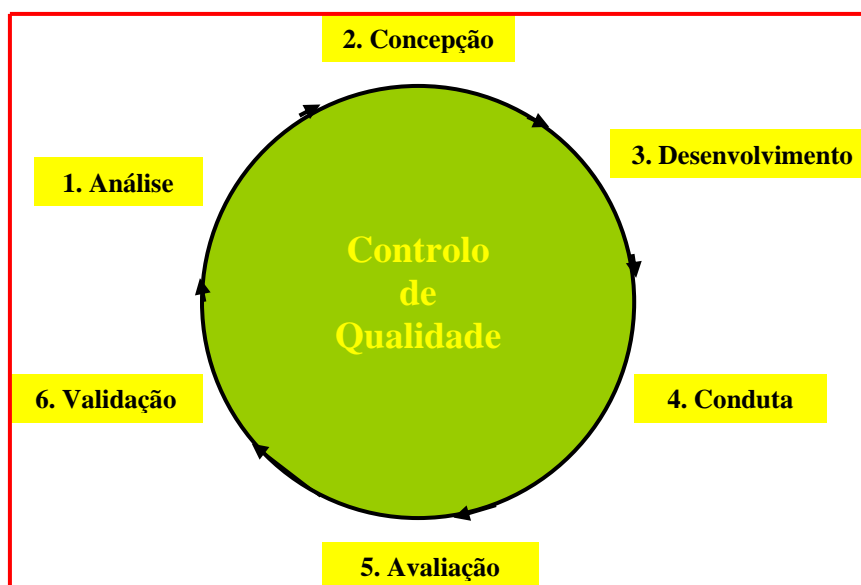 2. Concepção
3. Desenvolvimento
1. Análise
Controlo
de
Qualidade
6. Validação
4. Conduta
5. Avaliação